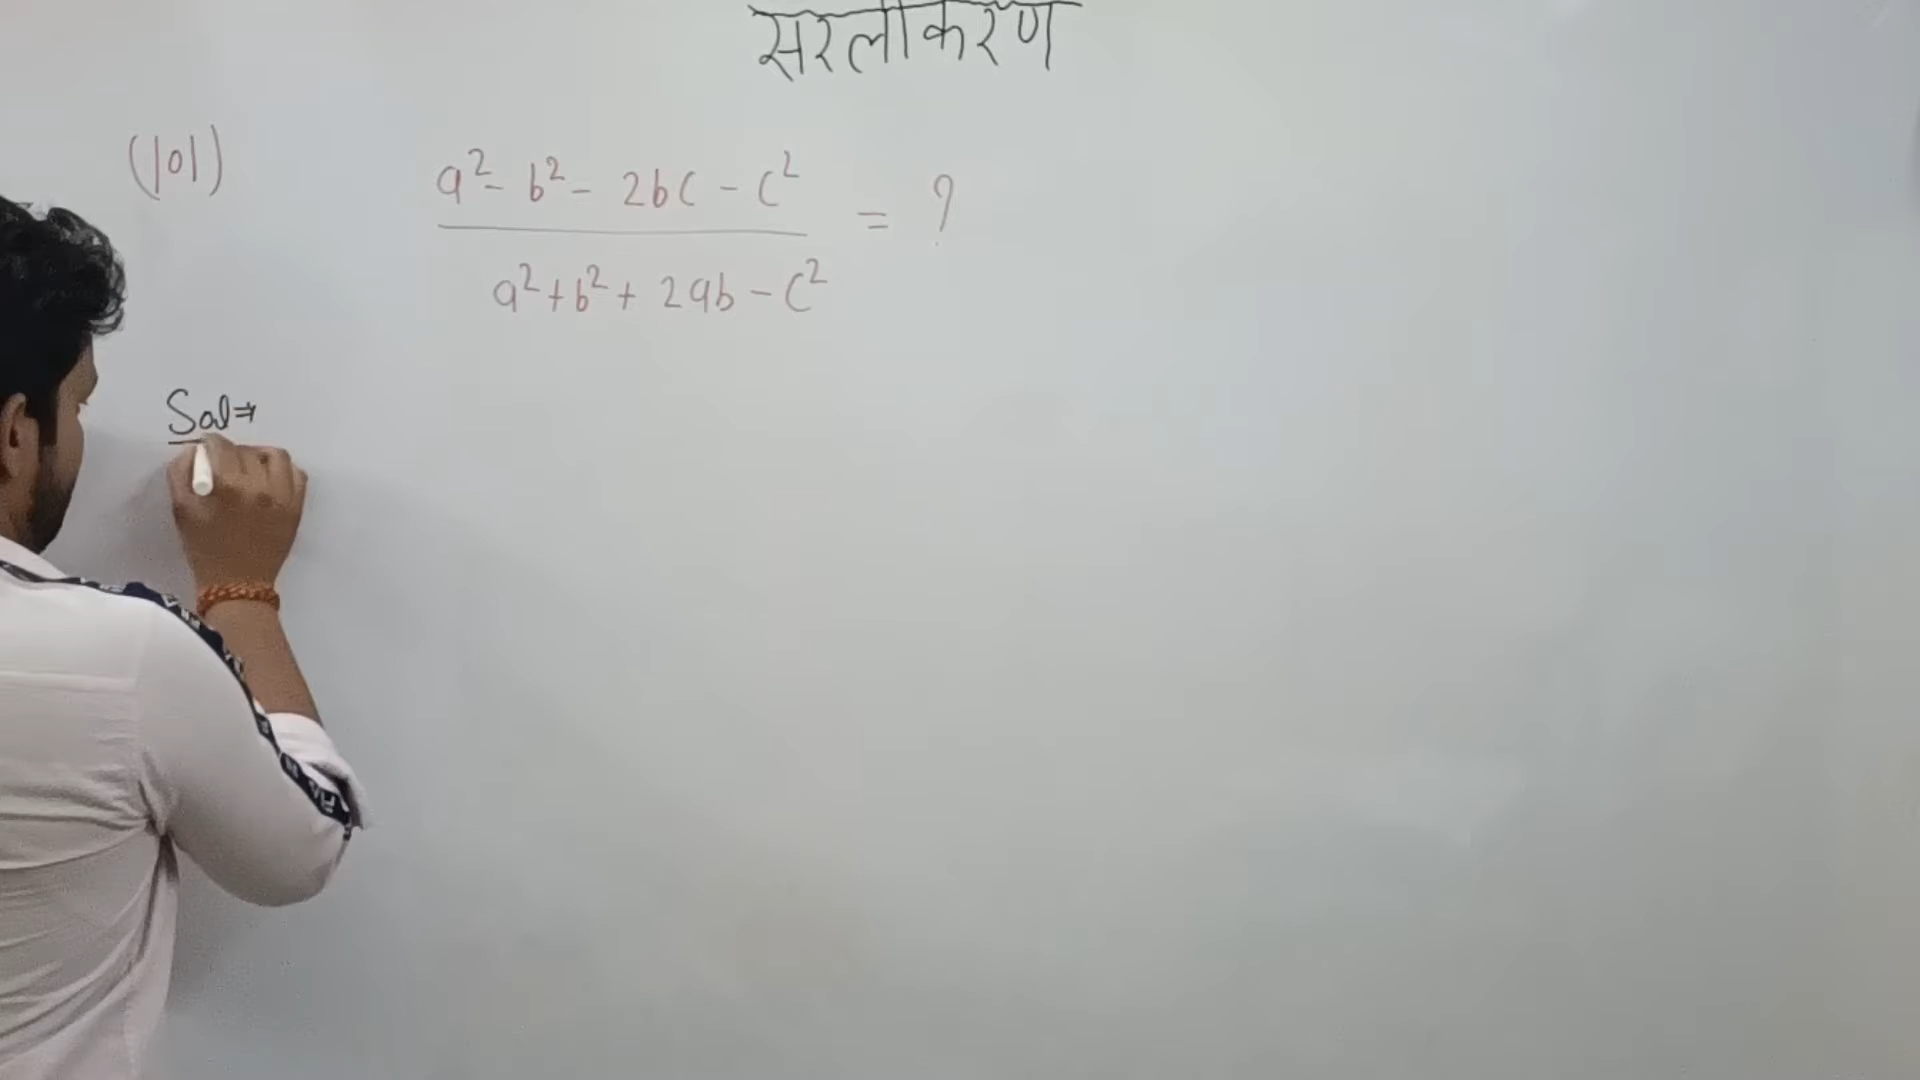 सरलीकरण
(101)
a² - b² - 2bc - c²
= ?
a² + b² + 2ab - c²
Sol⇒